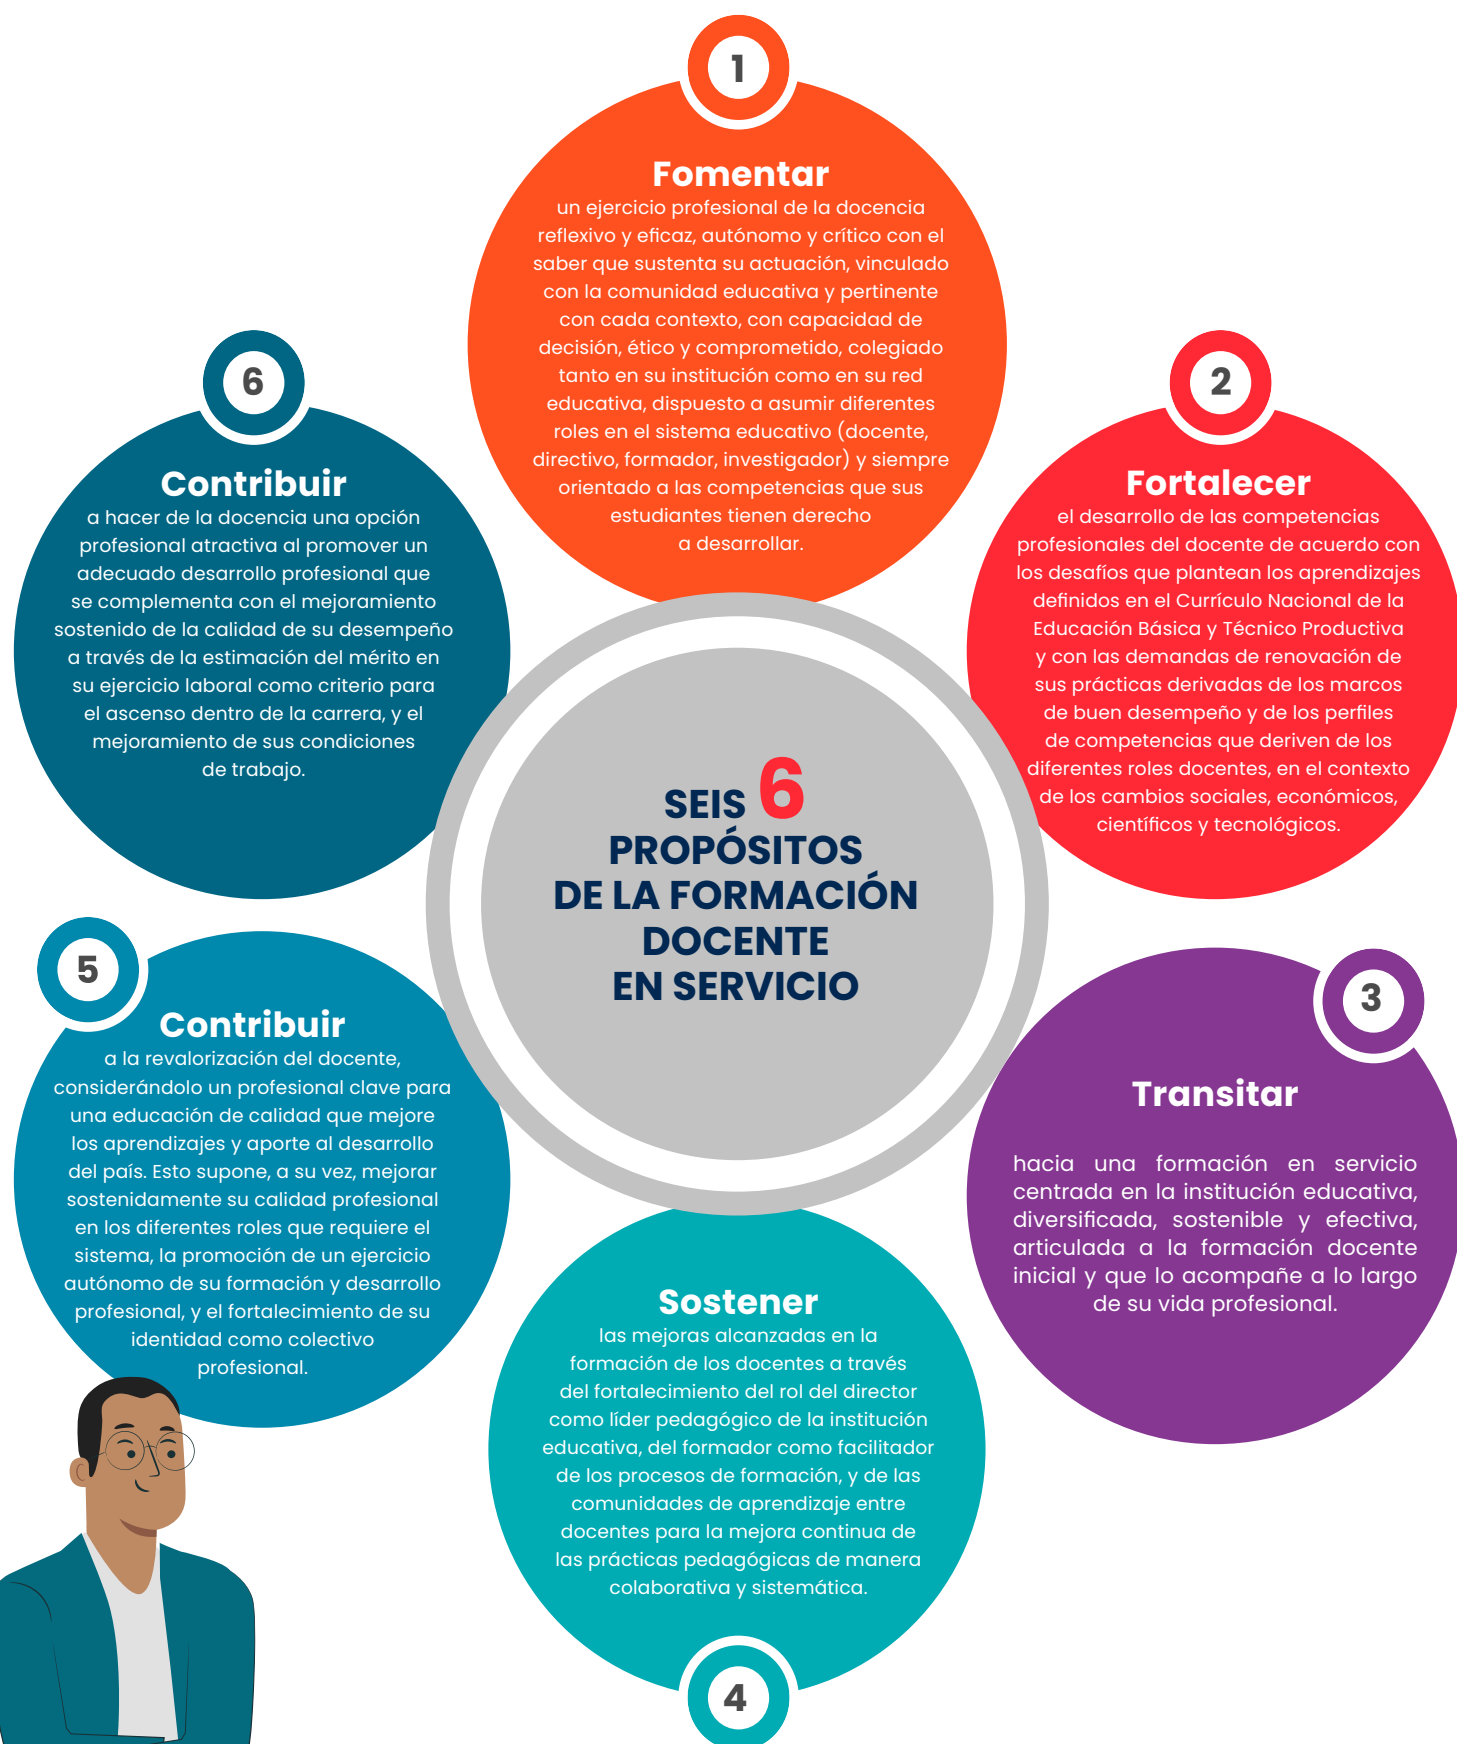 1
Fomentar
un ejercicio profesional de la docencia
reflexivo y eficaz, autónomo y crítico con el
saber que sustenta su actuación, vinculado
con la comunidad educativa y pertinente
con cada contexto, con capacidad de
decisión, ético y comprometido, colegiado
tanto en su institución como en su red
educativa, dispuesto a asumir diferentes
roles en el sistema educativo (docente,
directivo, formador, investigador) y siempre
orientado a las competencias que sus
estudiantes tienen derecho
a desarrollar.
2
Fortalecer
el desarrollo de las competencias
profesionales del docente de acuerdo con
los desafíos que plantean los aprendizajes
definidos en el Currículo Nacional de la
Educación Básica y Técnico Productiva
y con las demandas de renovación de
sus prácticas derivadas de los marcos
de buen desempeño y de los perfiles
de competencias que deriven de los
diferentes roles docentes, en el contexto
de los cambios sociales, económicos,
científicos y tecnológicos.
3
Transitar
hacia una formación en servicio
centrada en la institución educativa,
diversificada, sostenible y efectiva,
articulada a la formación docente
inicial y que lo acompañe a lo largo
de su vida profesional.
Sostener
las mejoras alcanzadas en la
formación de los docentes a través
del fortalecimiento del rol del director
como líder pedagógico de la institución
educativa, del formador como facilitador
de los procesos de formación, y de las
comunidades de aprendizaje entre
docentes para la mejora continua de
las prácticas pedagógicas de manera
colaborativa y sistemática.
4
5
Contribuir
a la revalorización del docente,
considerándolo un profesional clave para
una educación de calidad que mejore
los aprendizajes y aporte al desarrollo
del país. Esto supone, a su vez, mejorar
sostenidamente su calidad profesional
en los diferentes roles que requiere el
sistema, la promoción de un ejercicio
autónomo de su formación y desarrollo
profesional, y el fortalecimiento de su
identidad como colectivo
profesional.
6
Contribuir
a hacer de la docencia una opción
profesional atractiva al promover un
adecuado desarrollo profesional que
se complementa con el mejoramiento
sostenido de la calidad de su desempeño
a través de la estimación del mérito en
su ejercicio laboral como criterio para
el ascenso dentro de la carrera, y el
mejoramiento de sus condiciones
de trabajo.
SEIS 6
PROPÓSITOS
DE LA FORMACIÓN
DOCENTE
EN SERVICIO